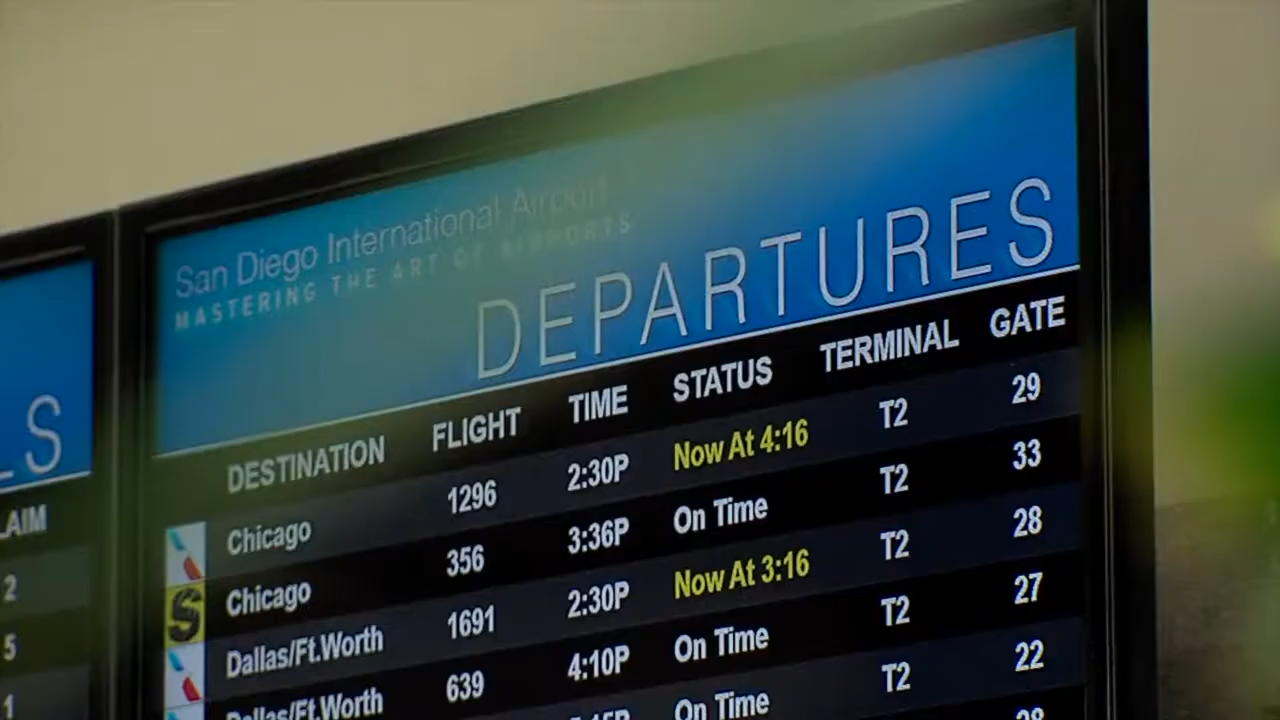 LS
LAIM
2
5
1
San Diego International Airport
MASTERING THE ART OF AIRPORTS
DEPARTURES
DESTINATION FLIGHT TIME STATUS TERMINAL GATE
Chicago 1296 2:30P Now At 4:16 T2 29
S Chicago 356 3:36P On Time T2 33
Dallas/Ft.Worth 1691 2:30P Now At 3:16 T2 28
Dallas/Ft.Worth 639 4:10P On Time T2 27
On Time T2 22